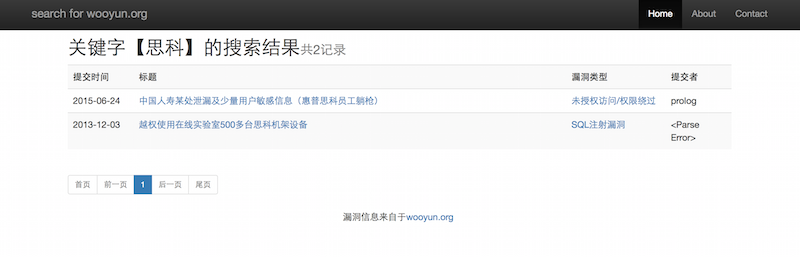 search for wooyun.org Home About Contact
关键字【思科】的搜索结果共2记录
提交时间 标题 漏洞类型 提交者
2015-06-24 中国人寿某处泄漏及少量用户敏感信息（惠普思科员工躺枪） 未授权访问/权限绕过 prolog
2013-12-03 越权使用在线实验室500多台思科机架设备 SQL注射漏洞 <Parse
Error>
首页 前一页 1 后一页 尾页
漏洞信息来自于wooyun.org